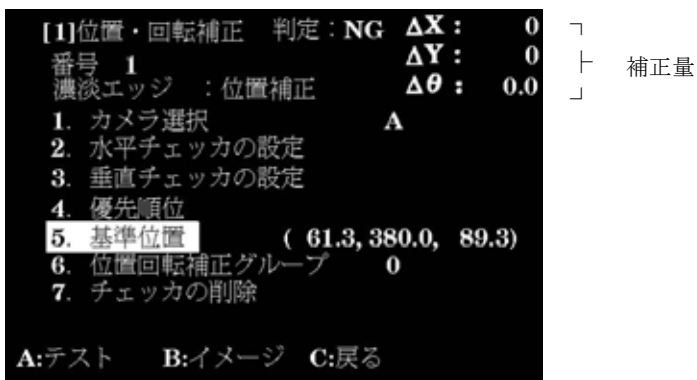 [1]位置・回転補正 判定：NG ΔX： 0
番号 1 ΔY： 0
濃淡エッジ ：位置補正 Δθ： 0.0
補正量
1. カメラ選択 A
2. 水平チェッカの設定
3. 垂直チェッカの設定
4. 優先順位
5. 基準位置 ( 61.3, 380.0, 89.3)
6. 位置回転補正グループ 0
7. チェッカの削除
A:テスト B:イメージ C:戻る